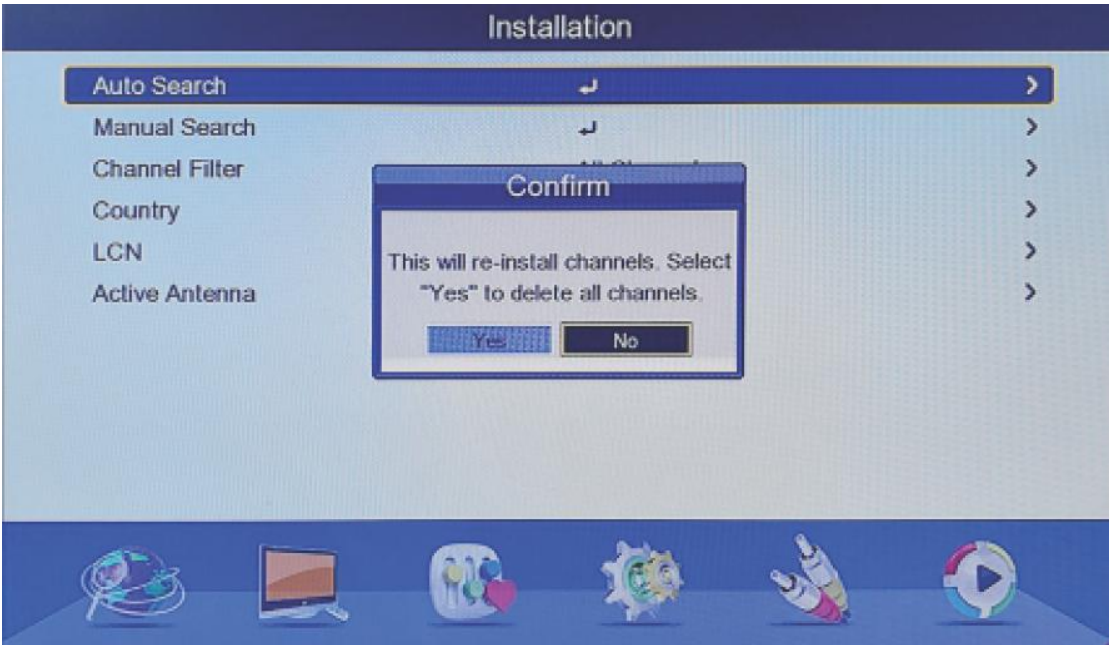 Installation
Auto Search
Manual Search
Channel Filter
Country
LCN
Active Antenna
Confirm
This will re-install channels. Select
"Yes" to delete all channels.
Yes No